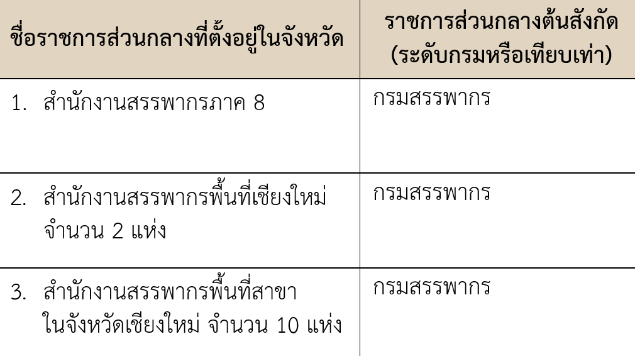 ชื่อราชการส่วนกลางที่ตั้งอยู่ในจังหวัด
ราชการส่วนกลางต้นสังกัด
(ระดับกรมหรือเทียบเท่า)
1. สำนักงานสรรพากรภาค 8
กรมสรรพากร
2. สำนักงานสรรพากรพื้นที่เชียงใหม่
จำนวน 2 แห่ง
กรมสรรพากร
3. สำนักงานสรรพากรพื้นที่สาขา
ในจังหวัดเชียงใหม่ จำนวน 10 แห่ง
กรมสรรพากร